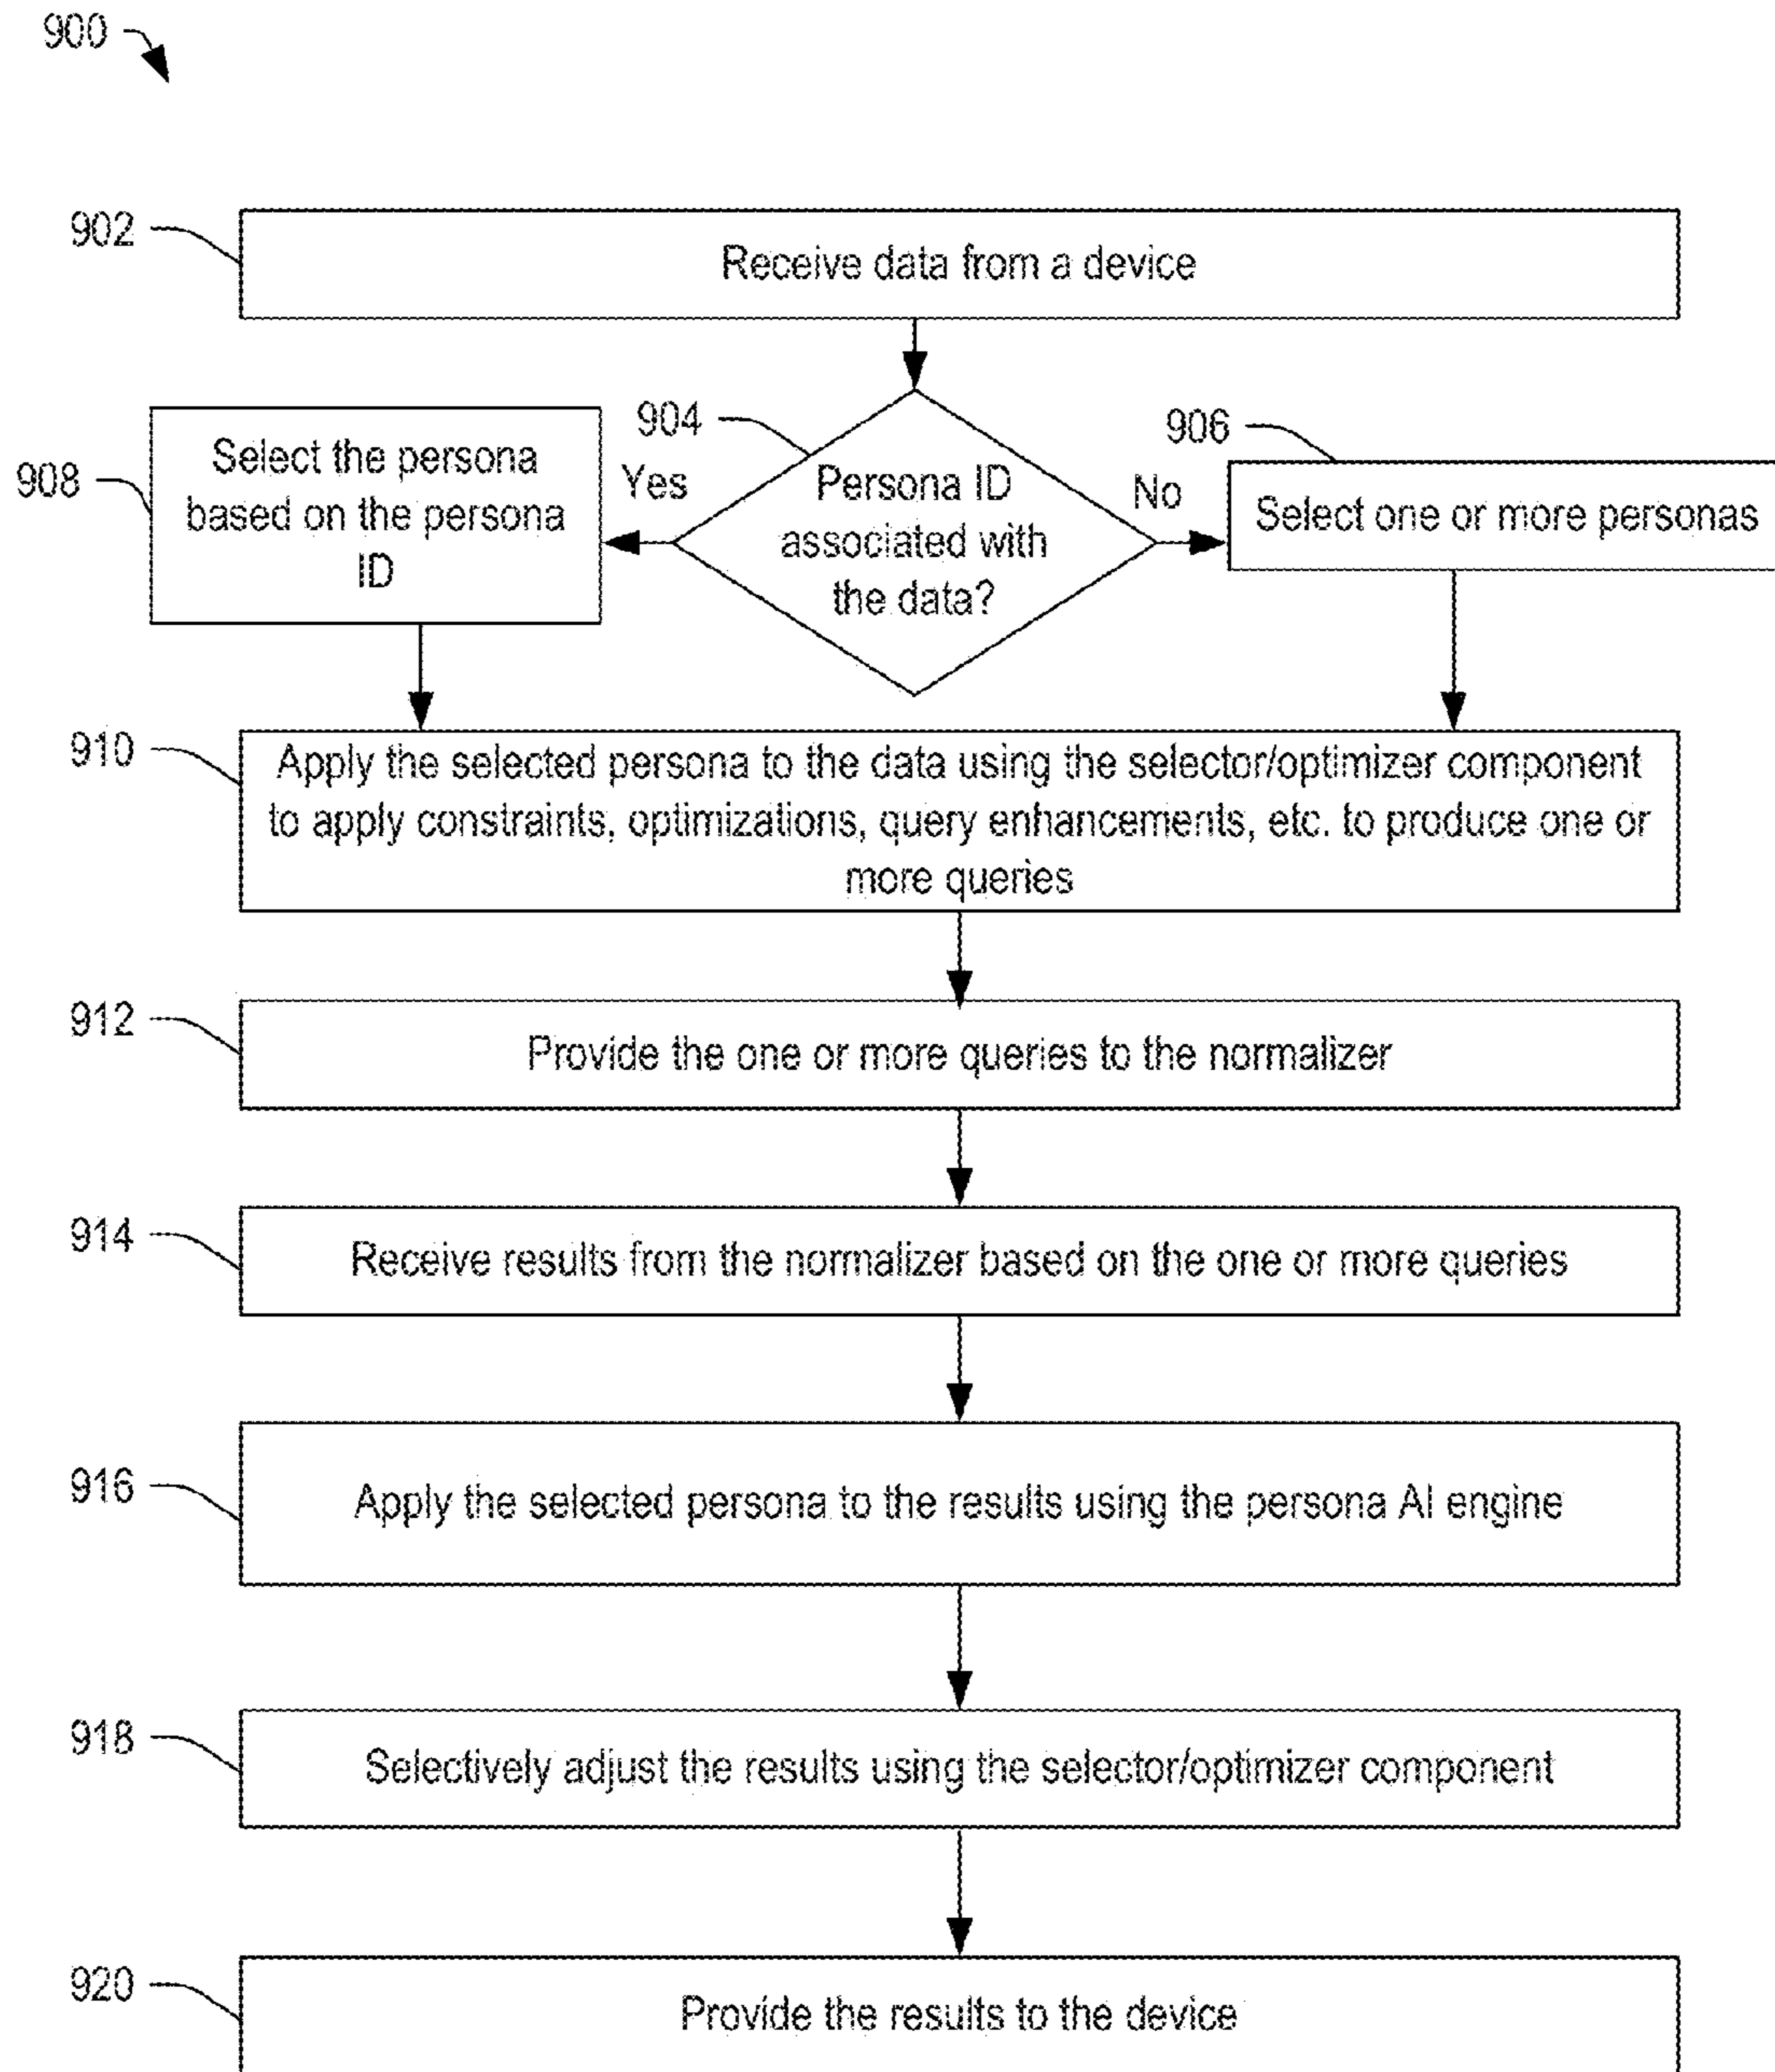 900
902
Receive data from a device
904
906
908
Select the persona
based on the persona
ID
Yes
Persona ID
associated with
the data?
No
Select one or more personas
910
Apply the selected persona to the data using the selector/optimizer component
to apply constraints, optimizations, query enhancements, etc. to produce one or
more queries
912
Provide the one or more queries to the normalizer
914
Receive results from the normalizer based on the one or more queries
916
Apply the selected persona to the results using the persona AI engine
918
Selectively adjust the results using the selector/optimizer component
920
Provide the results to the device